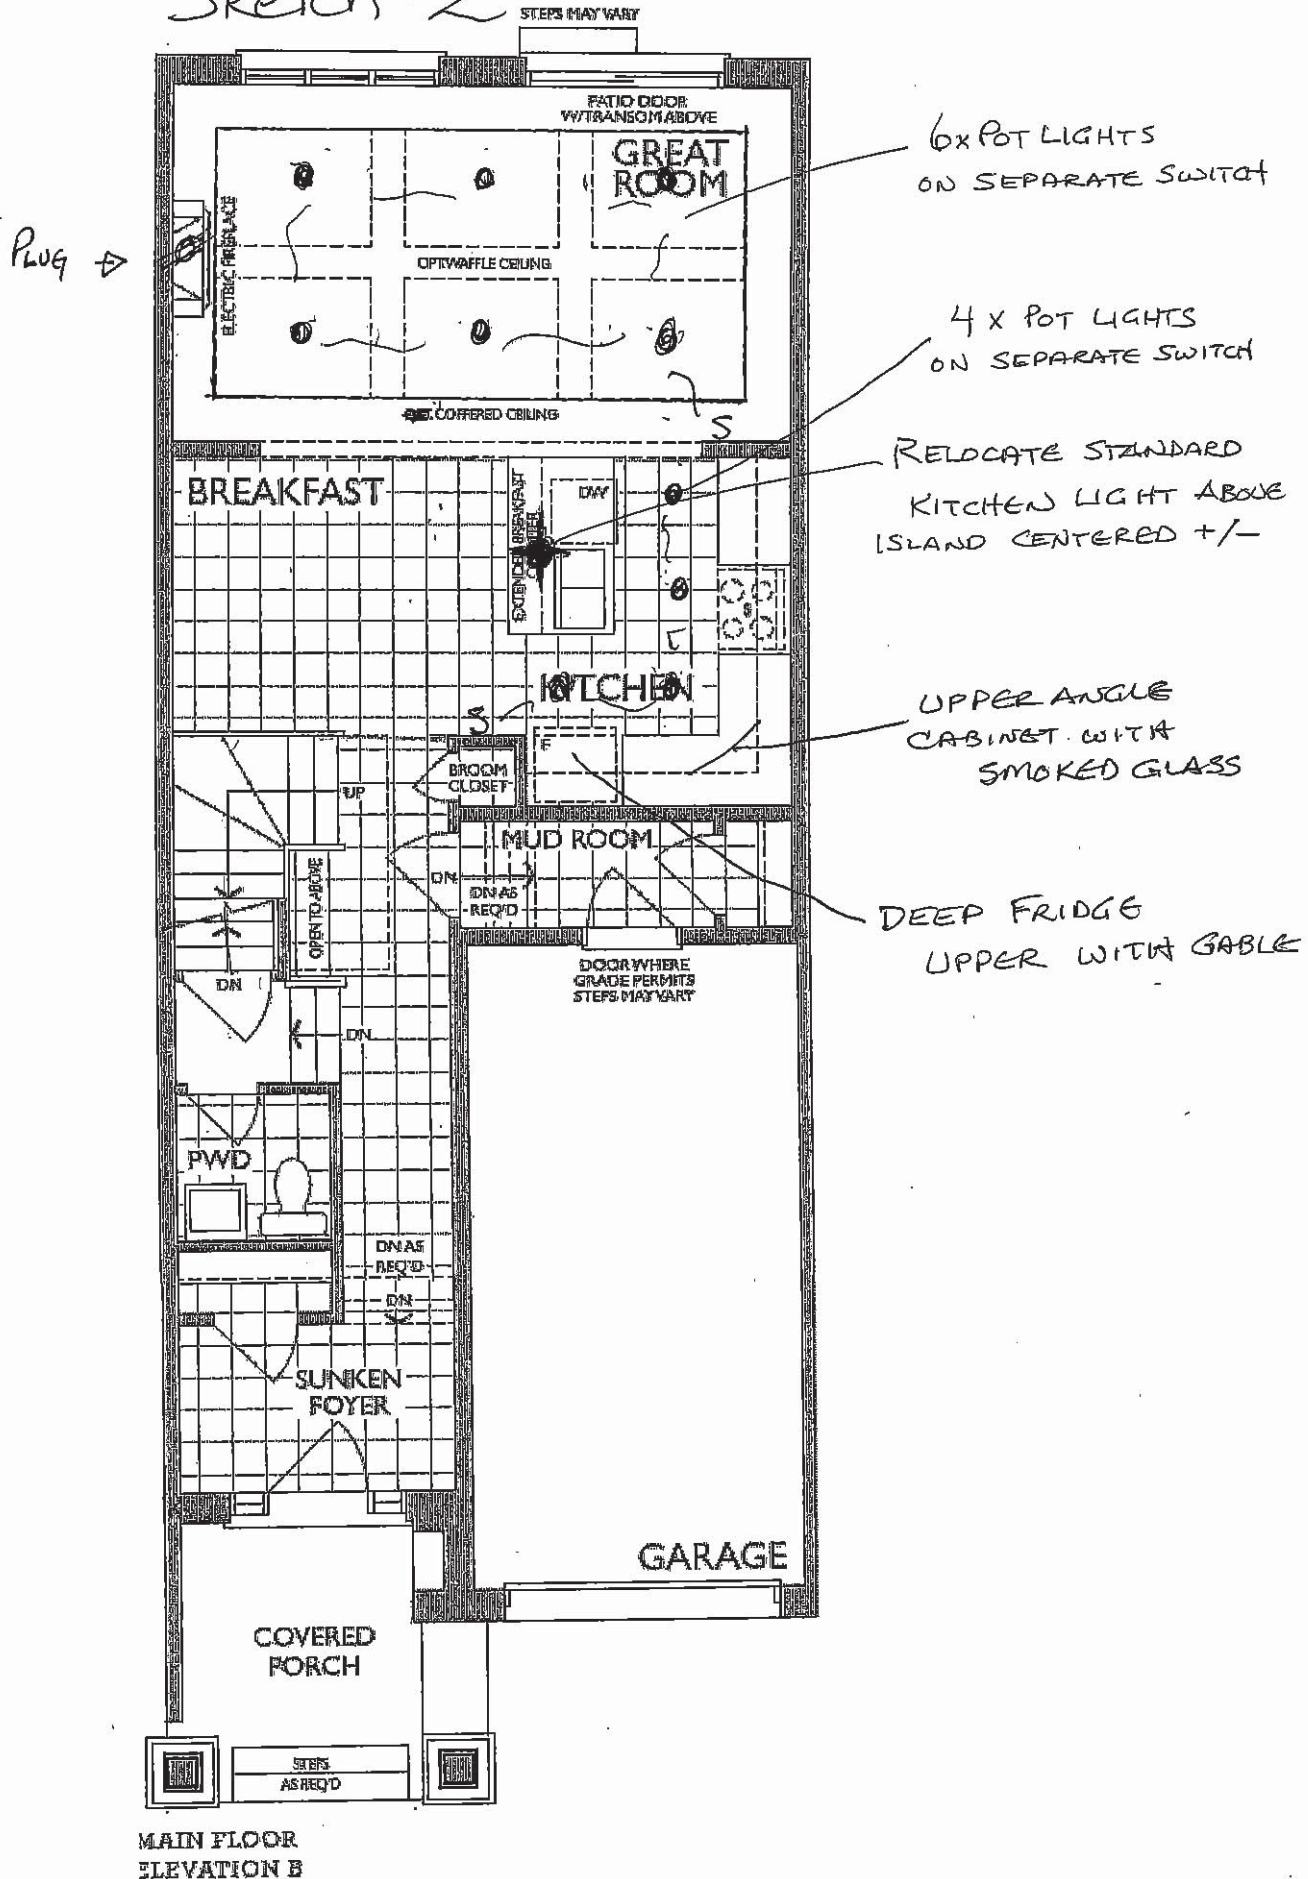 Sketch 2
STEPS MAY VARY
PATIO DOOR
W/TRANSOM ABOVE
GREAT
ROOM
6x POT LIGHTS
ON SEPARATE SWITCH
PLUG
ELECTRIC FIREPLACE
OPT WAFFLE CEILING
COFFERED CEILING
S
4 x POT LIGHTS
ON SEPARATE SWITCH
BREAKFAST
EXTENDED BREAKFAST
DW
RELOCATE STANDARD
KITCHEN LIGHT ABOVE
ISLAND CENTERED +/-
KITCHEN
S
F
UPPER ANGLE
CABINET WITH
SMOKED GLASS
BROOM
CLOSET
UP
MUD ROOM
DN
DN AS
REQ'D
OPEN TO ABOVE
DEEP FRIDGE
UPPER WITH GABLE
DOOR WHERE
GRADE PERMITS
STEPS MAY VARY
DN
DN
PWD
DN AS
REQ'D
DN
SUNKEN
FOYER
GARAGE
COVERED
PORCH
STEPS
AS REQ'D
MAIN FLOOR
ELEVATION B